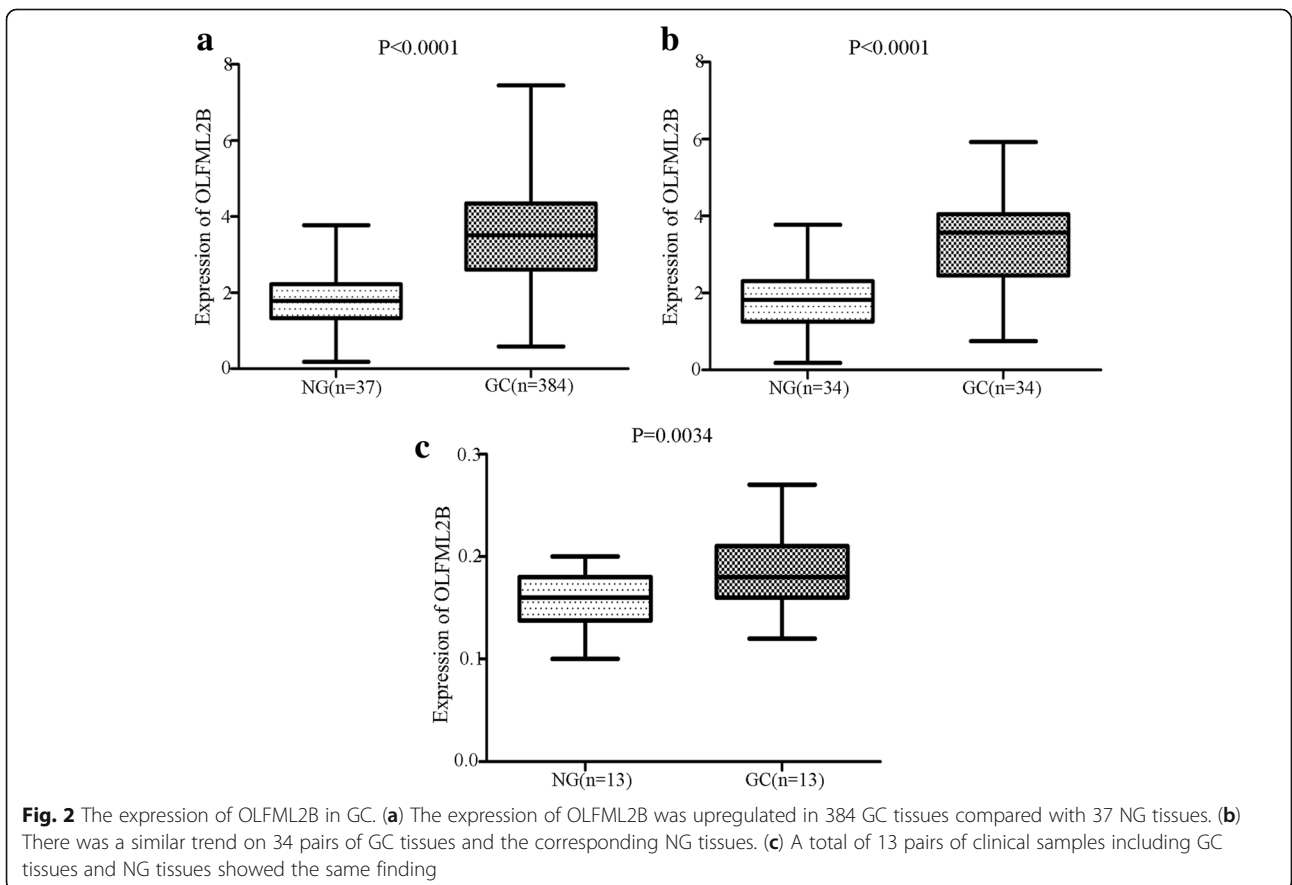 a
P<0.0001
8
6
4
2
0
Expression of OLFML2B
NG(n=37) GC(n=384)
b
P<0.0001
8
6
4
2
0
Expression of OLFML2B
NG(n=34) GC(n=34)
c
P=0.0034
0.3
0.2
0.1
0.0
Expression of OLFML2B
NG(n=13) GC(n=13)
Fig. 2 The expression of OLFML2B in GC. (a) The expression of OLFML2B was upregulated in 384 GC tissues compared with 37 NG tissues. (b)
There was a similar trend on 34 pairs of GC tissues and the corresponding NG tissues. (c) A total of 13 pairs of clinical samples including GC
tissues and NG tissues showed the same finding